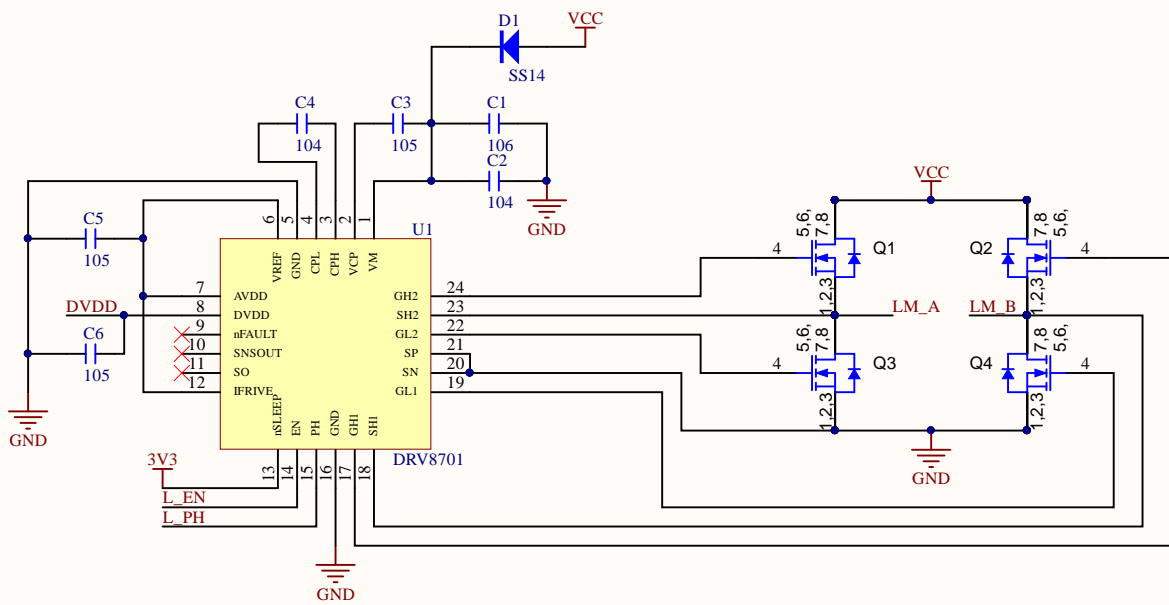 D1
VCC
SS14
C4
104
C3
105
C1
106
C2
104
GND
6
5
4
3
2
1
U1
VREF
GND
CPL
CPH
VCP
VM
C5
105
DVDD
C6
105
GND
7 AVDD
8 DVDD
9 nFAULT
10 SNSOUT
11 SO
12 IFRIVE
GH2 24
SH2 23
GL2 22
SP 21
SN 20
GL1 19
nSLEEP
EN
PH
GND
GH1
SH1
DRV8701
13
14
15
16
17
18
3V3
L_EN
L_PH
GND
VCC
5,6,
7,8
4
Q1
1,2,3
Q2
7,8
5,6,
4
1,2,3
LM_A
LM_B
5,6,
7,8
4
Q3
1,2,3
Q4
7,8
5,6,
4
1,2,3
GND